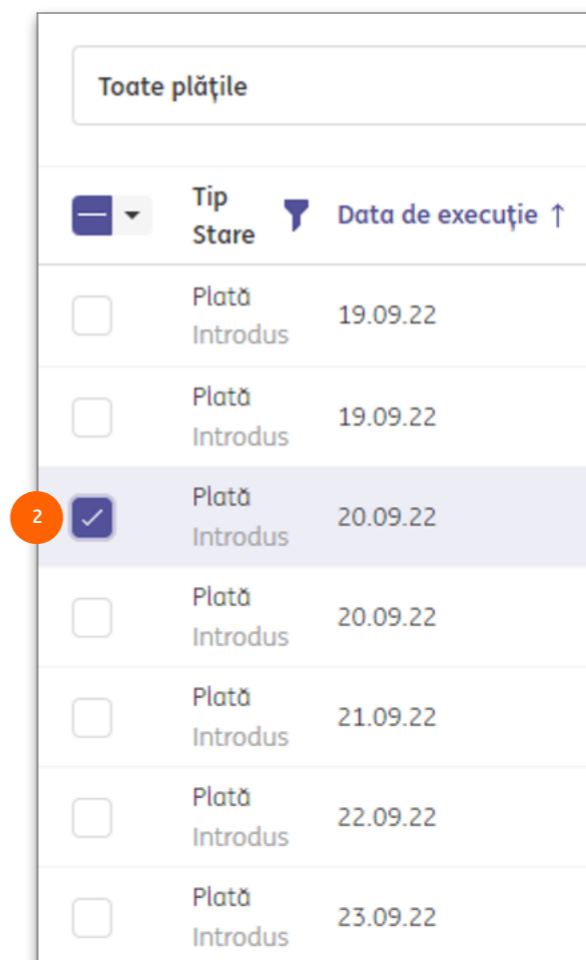 Toate plățile
Tip
Stare
Data de execuție ↑
Plată
Introdus
19.09.22
Plată
Introdus
19.09.22
2
Plată
Introdus
20.09.22
Plată
Introdus
20.09.22
Plată
Introdus
21.09.22
Plată
Introdus
22.09.22
Plată
Introdus
23.09.22